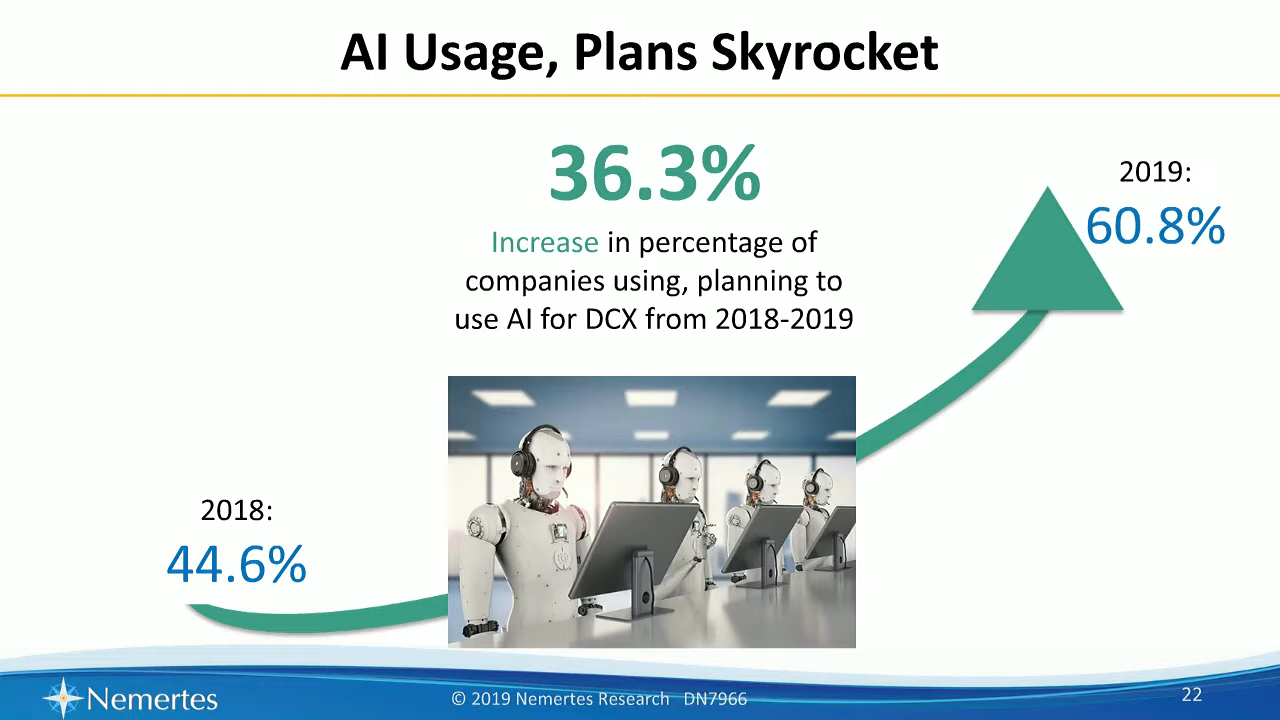 AI Usage, Plans Skyrocket
36.3%
Increase in percentage of
companies using, planning to
use AI for DCX from 2018-2019
2019:
60.8%
2018:
44.6%
Nemertes
© 2019 Nemertes Research DN7966
22